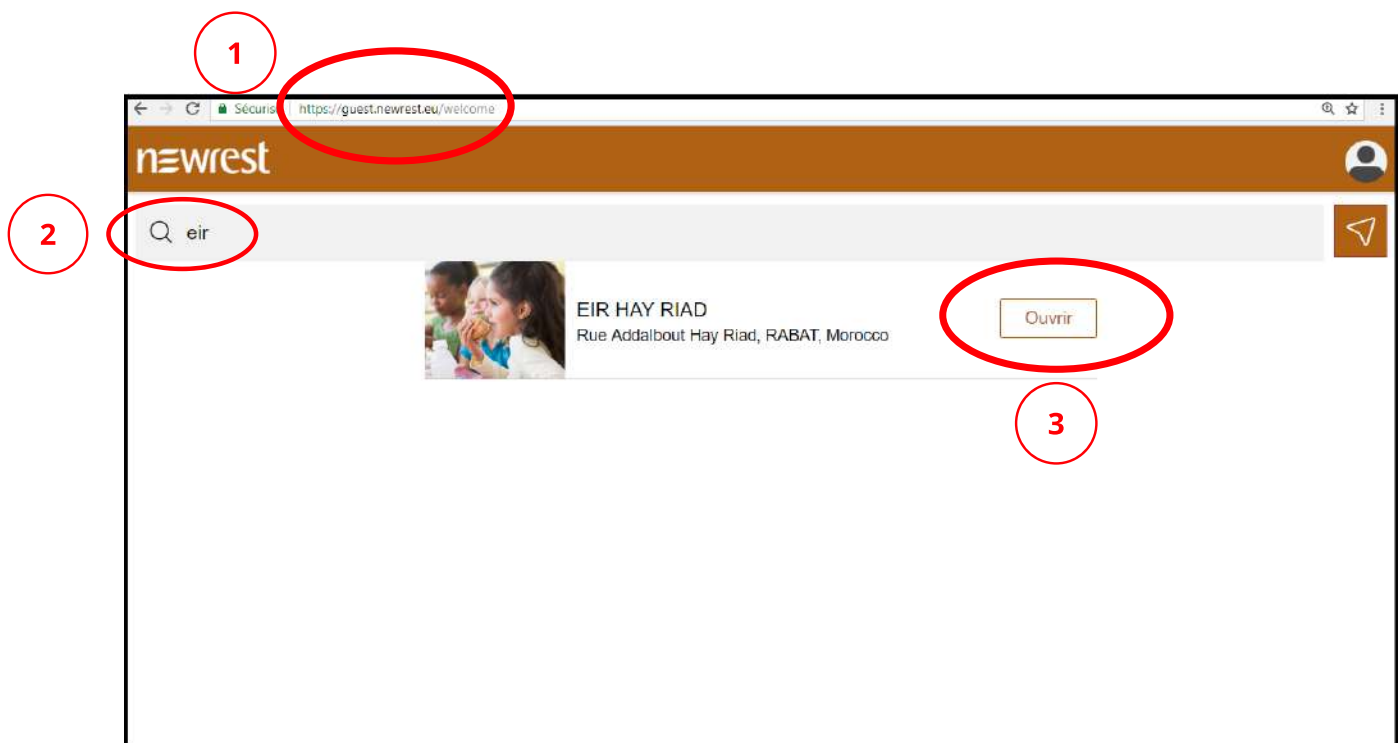 1
Sécurisé https://guest.newrest.eu/welcome
newrest
2
eir
EIR HAY RIAD
Rue Addalbout Hay Riad, RABAT, Morocco
Ouvrir
3